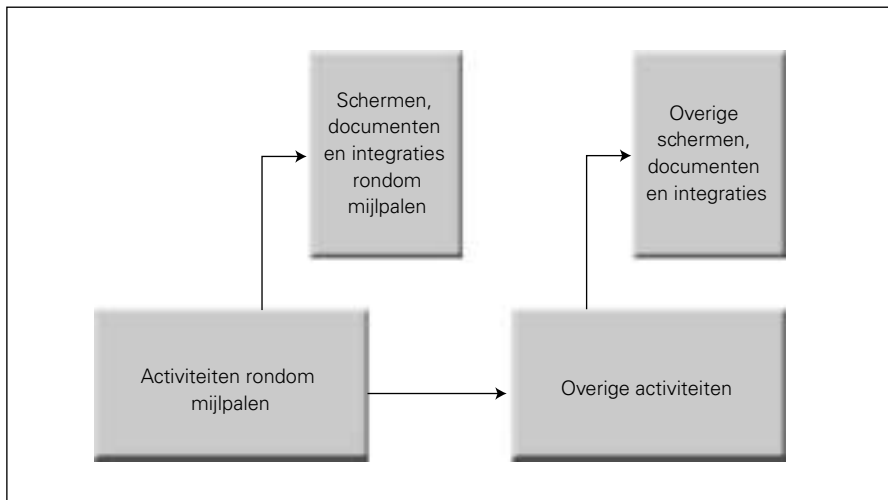 Schermen,
documenten
en integraties
rondom
mijlpalen
Overige
schermen,
documenten
en integraties
Activiteiten rondom
mijlpalen
Overige activiteiten